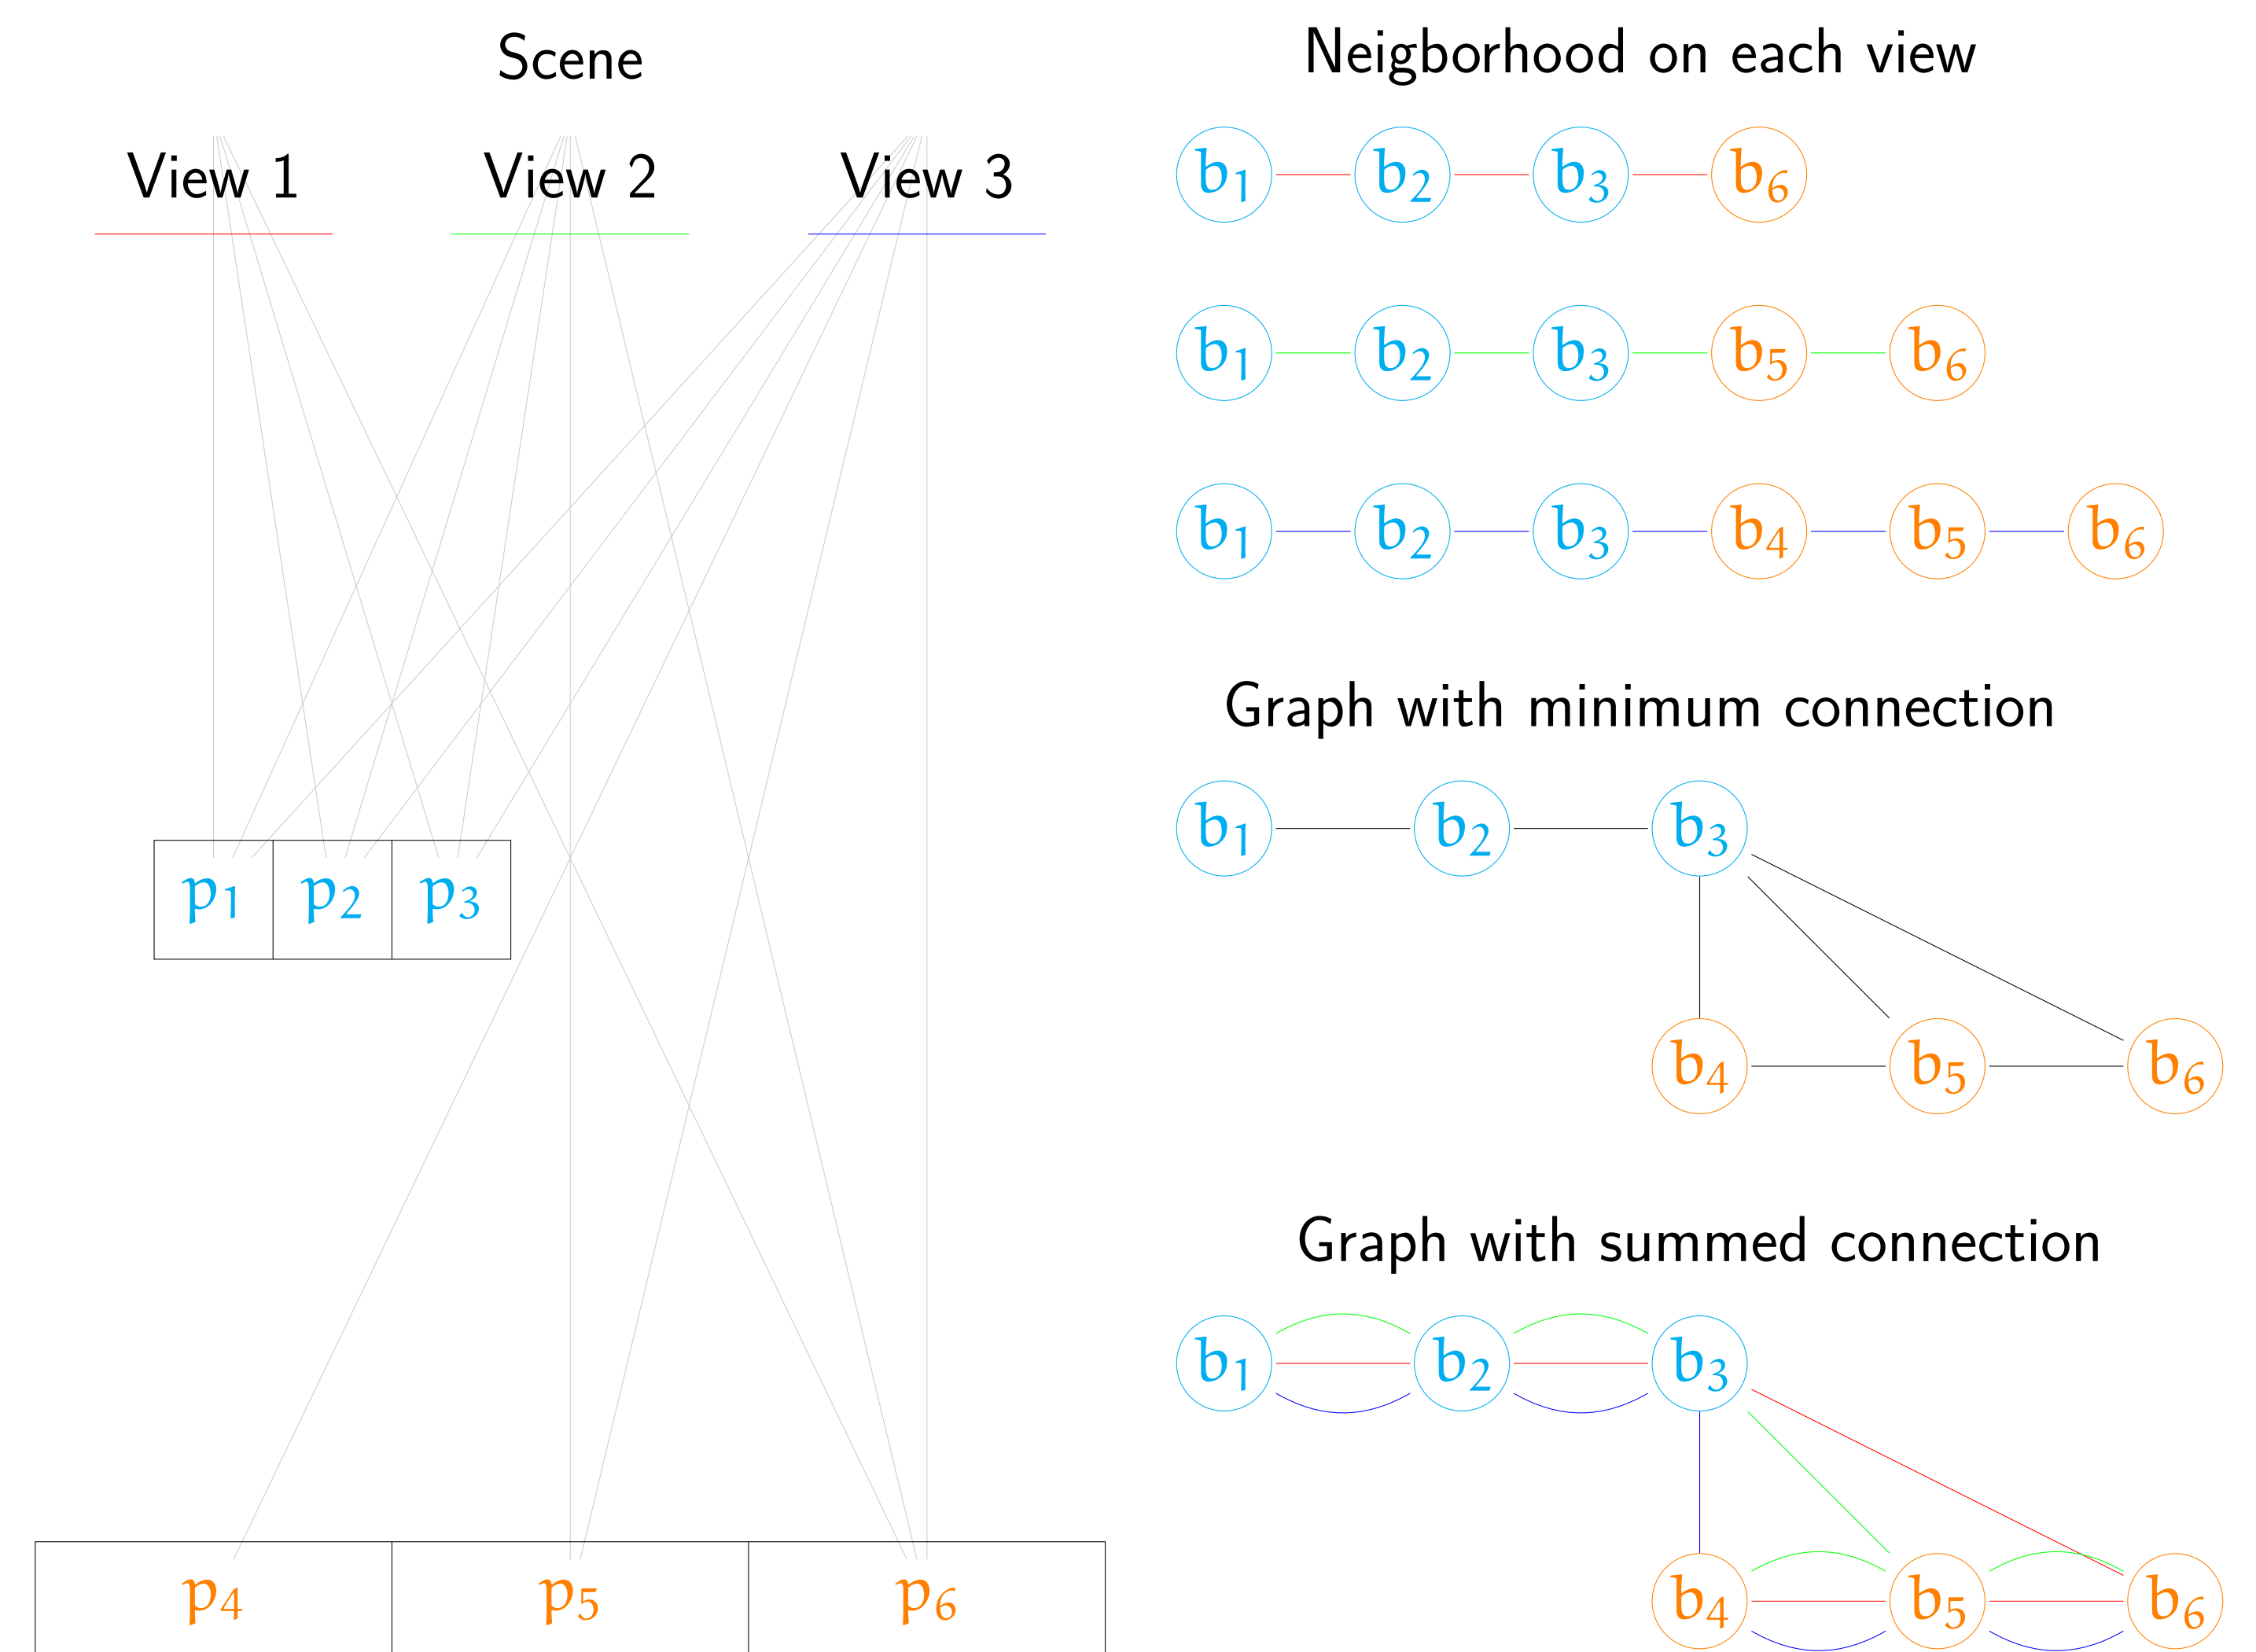 Scene
View 1 View 2 View 3
p1 p2 p3
p4 p5 p6
Neigborhood on each view
b1 b2 b3 b6
b1 b2 b3 b5 b6
b1 b2 b3 b4 b5 b6
Graph with minimum connection
b1 b2 b3
b4 b5 b6
Graph with summed connection
b1 b2 b3
b4 b5 b6